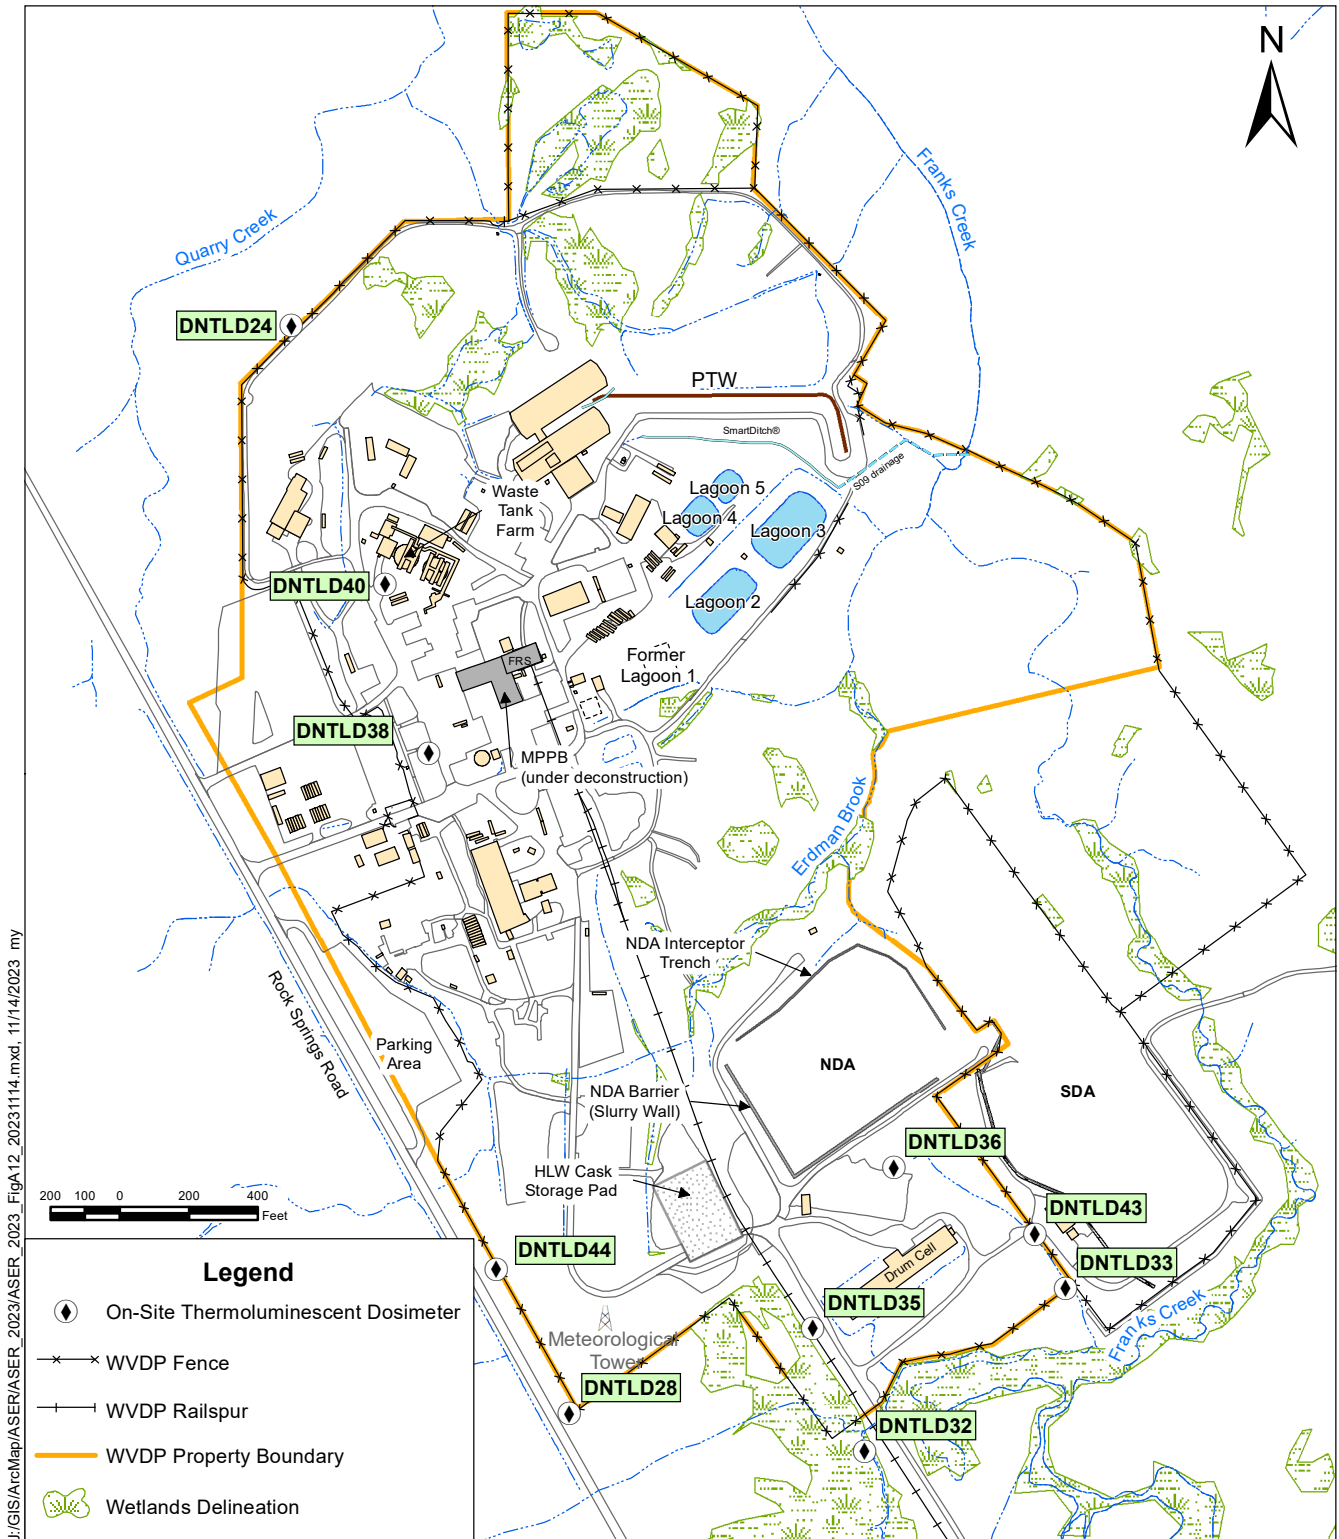 N
Franks Creek
Quarry Creek
DNTLD24
PTW
SmartDitch®
S09 drainage
Waste
Tank
Farm
Lagoon 5
Lagoon 4
Lagoon 3
Lagoon 2
DNTLD40
FRS
Former
Lagoon 1
DNTLD38
MPPB
(under deconstruction)
Erdman Brook
NDA Interceptor
Trench
Rock Springs Road
Parking
Area
NDA
SDA
NDA Barrier
(Slurry Wall)
DNTLD36
HLW Cask
Storage Pad
DNTLD43
DNTLD44
DNTLD33
Drum Cell
DNTLD35
Franks Creek
Meteorological
Tower
DNTLD28
DNTLD32
200 100 0 200 400
Feet
Legend
On-Site Thermoluminescent Dosimeter
WVDP Fence
WVDP Railspur
WVDP Property Boundary
Wetlands Delineation
J:/GIS/ArcMap/ASER/ASER_2023/ASER_2023_FigA12_20231114.mxd, 11/14/2023 my